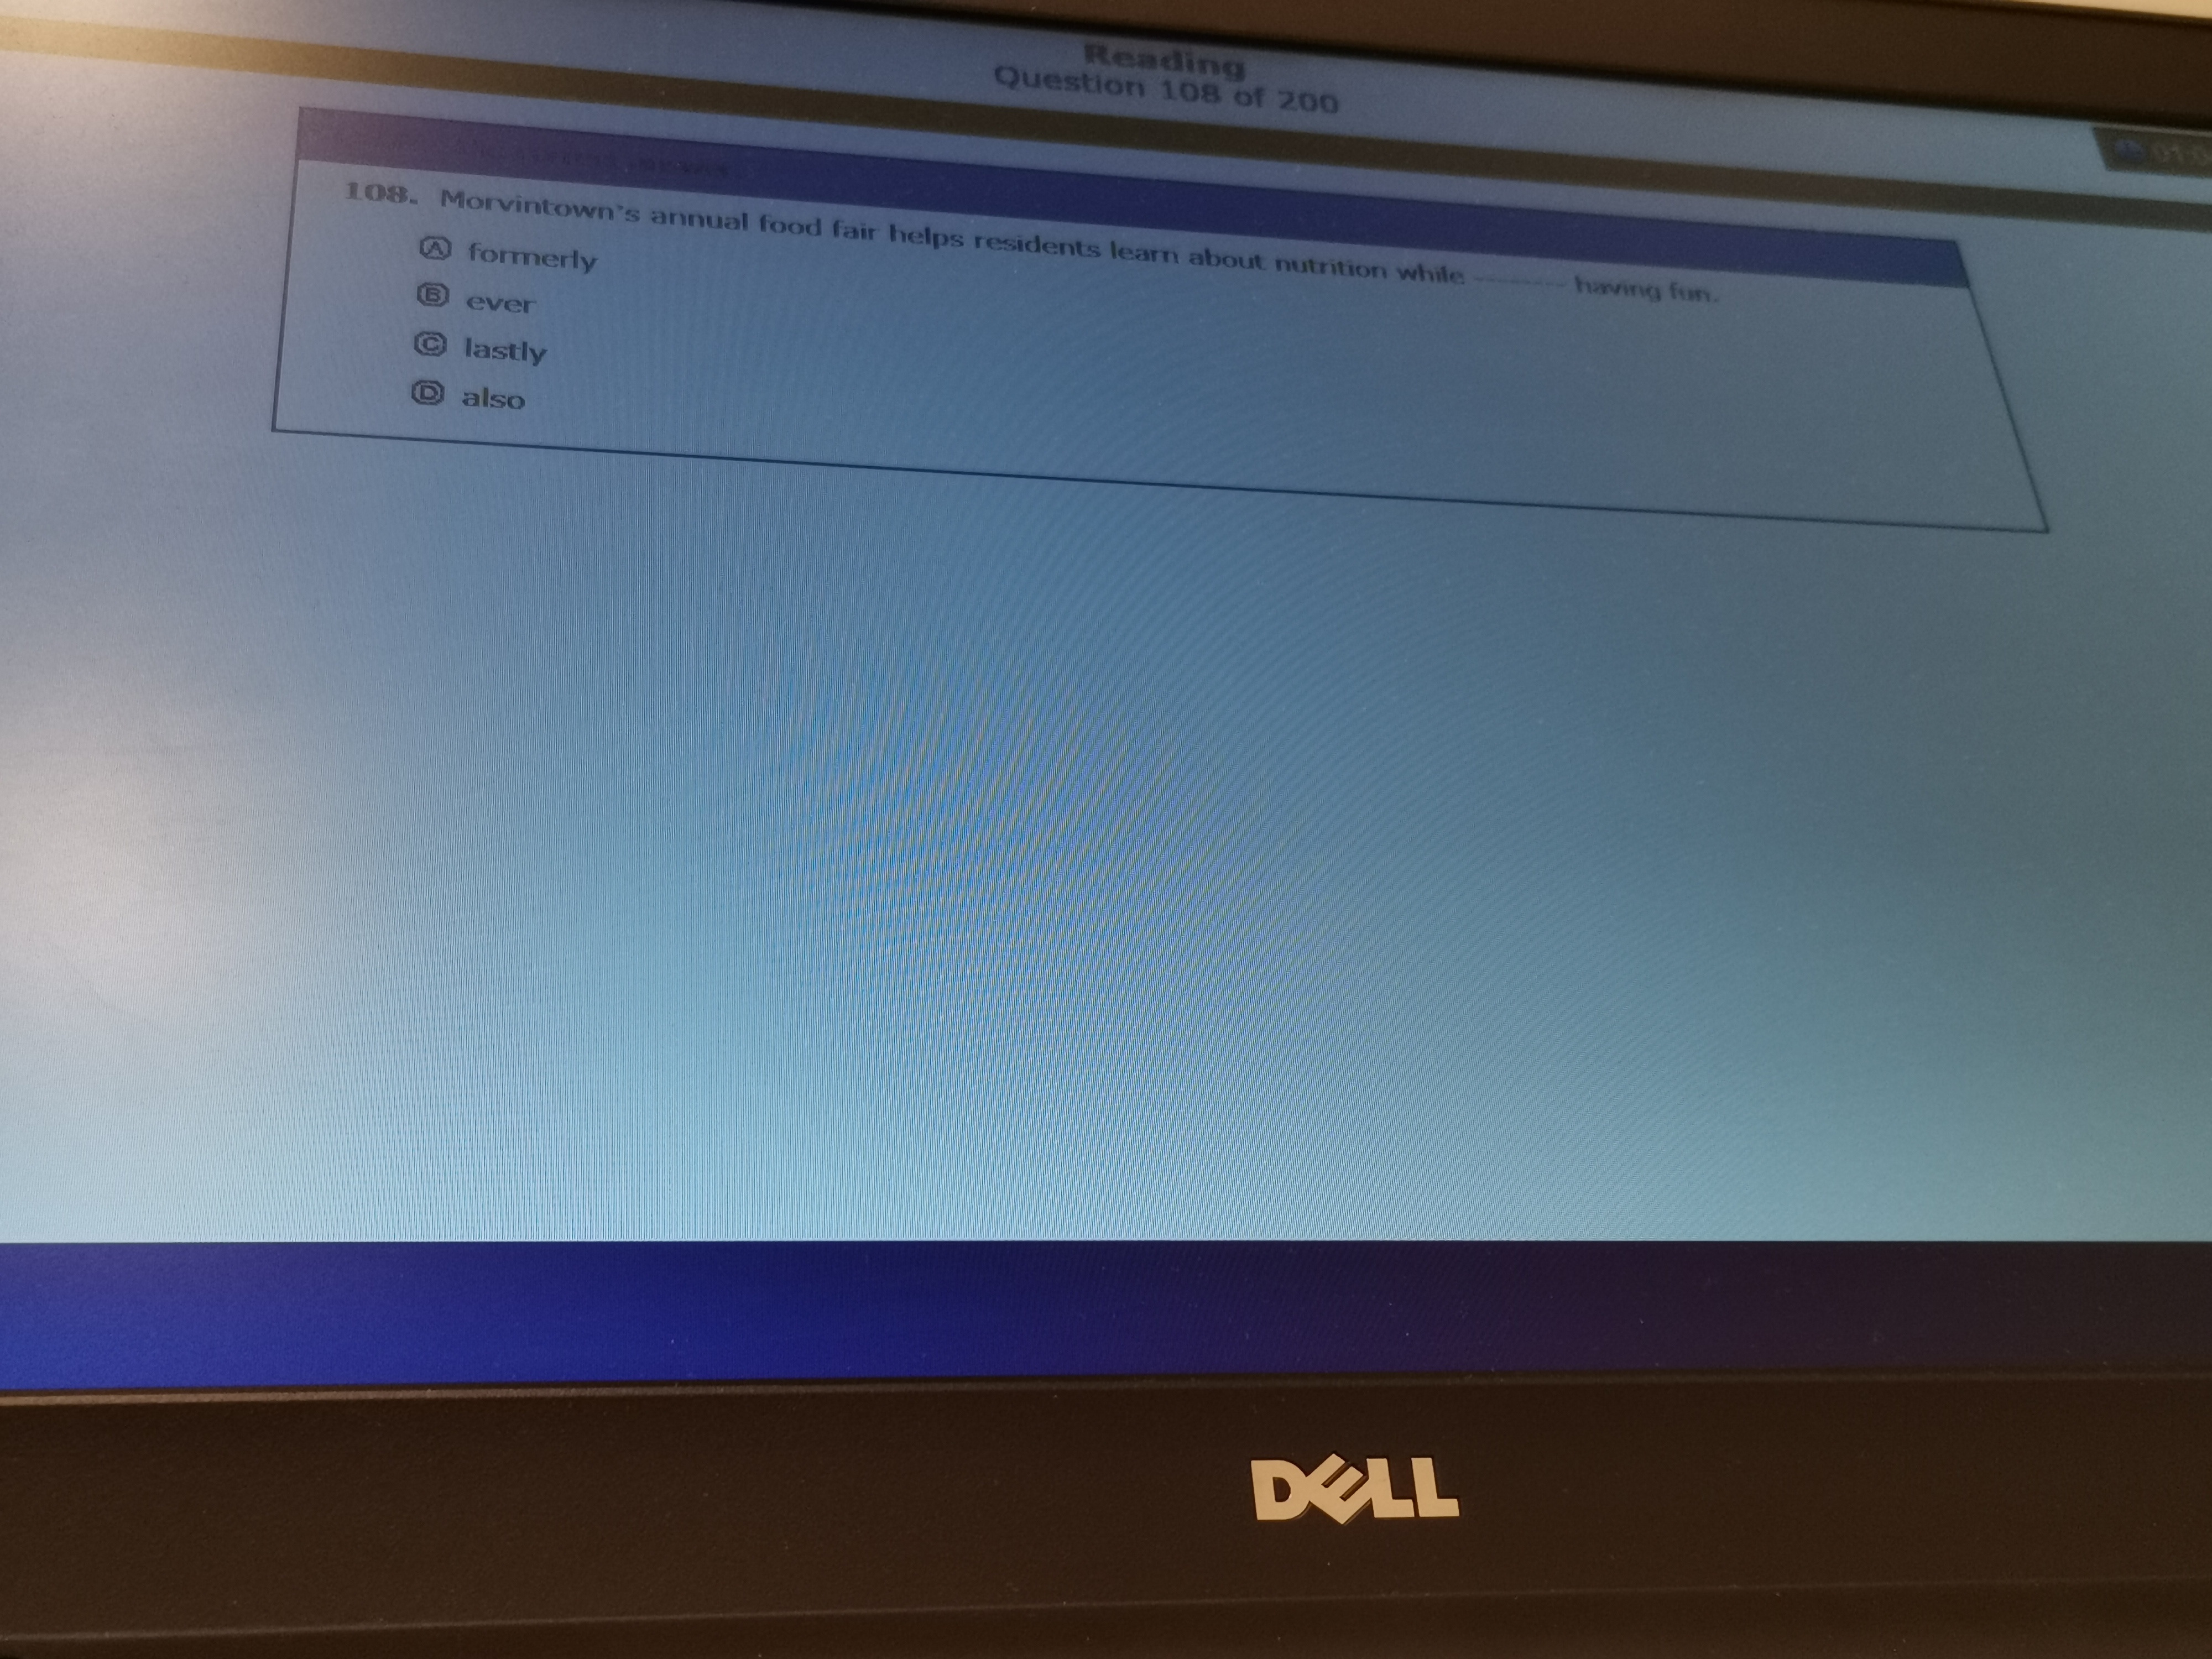 Reading
Question 108 of 200
108. Morvintown's annual food fair helps residents learn about nutrition while -------- having fun.
A formerly
B ever
C lastly
D also
DELL